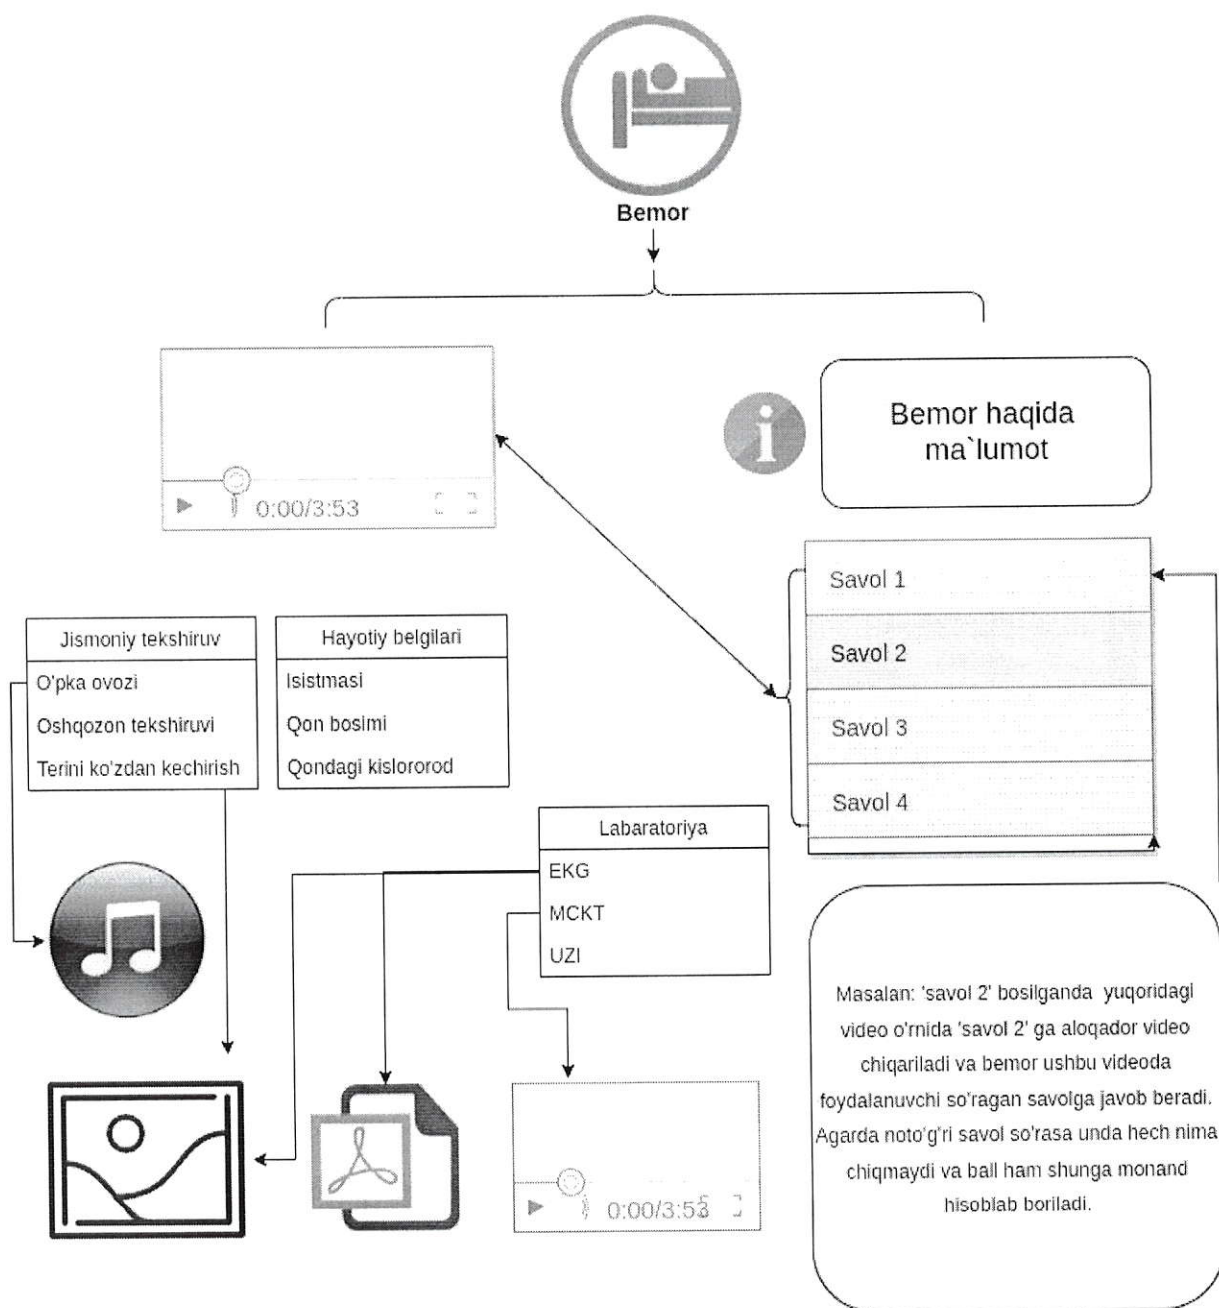 Bemor
0:00/3:53
Bemor haqida
ma`lumot
Savol 1
Savol 2
Savol 3
Savol 4
Jismoniy tekshiruv
O'pka ovozi
Oshqozon tekshiruvi
Terini ko'zdan kechirish
Hayotiy belgilari
Isistmasi
Qon bosimi
Qondagi kislororod
Labaratoriya
EKG
MCKT
UZI
0:00/3:53
Masalan: 'savol 2' bosilganda yuqoridagi
video o'rnida 'savol 2' ga aloqador video
chiqariladi va bemor ushbu videoda
foydalanuvchi so'ragan savolga javob beradi.
Agarda noto'g'ri savol so'rasa unda hech nima
chiqmaydi va ball ham shunga monand
hisoblab boriladi.